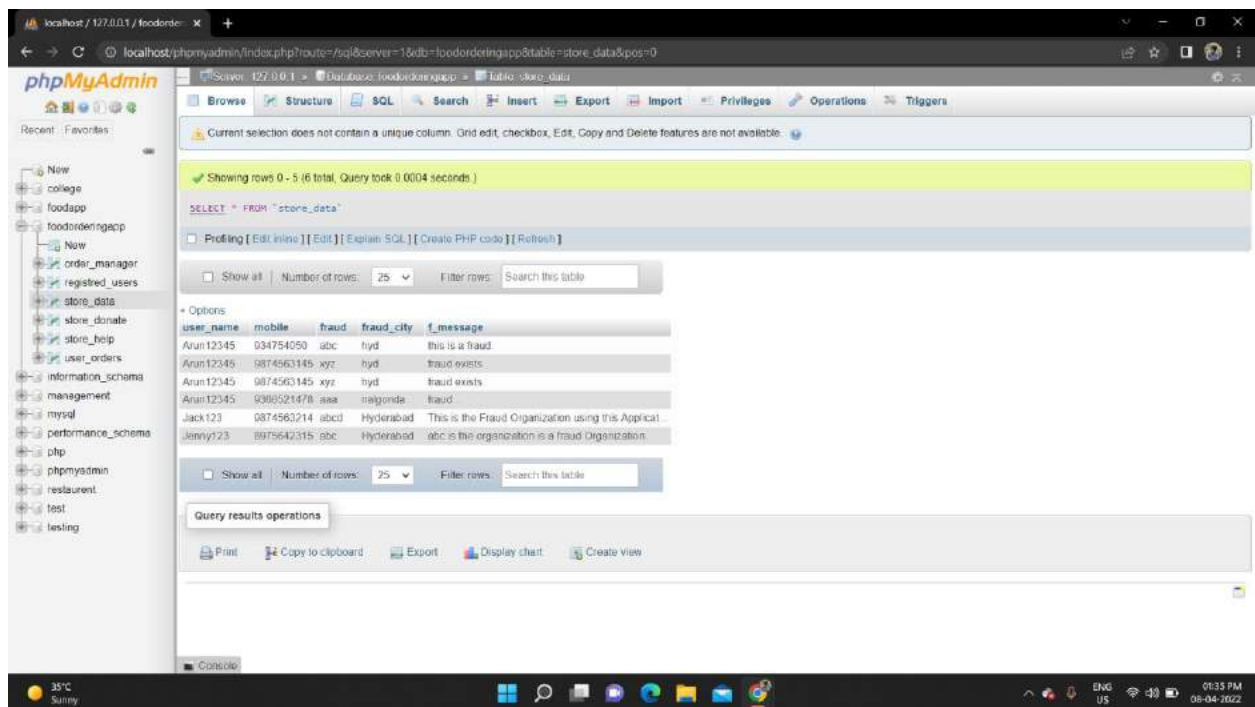 localhost / 127.0.0.1 / foodorder
localhost/phpmyadmin/index.php?route=/sql&server=1&db=foodorderingapp&table=store_data&pos=0
phpMyAdmin
Recent Favorites
New
college
foodapp
foodorderingapp
New
order_manager
registred_users
store_data
store_donate
store_help
user_orders
information_schema
management
mysql
performance_schema
php
phpmyadmin
restaurent
test
testing
Server: 127.0.0.1 » Database: foodorderingapp » Table: store_data
Browse Structure SQL Search Insert Export Import Privileges Operations Triggers
Current selection does not contain a unique column. Grid edit, checkbox, Edit, Copy and Delete features are not available.
Showing rows 0 - 5 (6 total, Query took 0.0004 seconds.)
SELECT * FROM `store_data`
Profiling [ Edit inline ] [ Edit ] [ Explain SQL ] [ Create PHP code ] [ Refresh ]
Show all Number of rows: 25 Filter rows: Search this table
+ Options
user_name mobile fraud fraud_city f_message
Arun12345 934754050 abc hyd this is a fraud
Arun12345 9874563145 xyz hyd fraud exists
Arun12345 9874563145 xyz hyd fraud exists
Arun12345 aaa nalgonda fraud
Jack123 9874563214 abcd Hyderabad This is the Fraud Organization using this Applicat...
Jenny123 8975642315 abc Hyderabad abc is the organization is a fraud Organization
Show all Number of rows: 25 Filter rows: Search this table
Query results operations
Print Copy to clipboard Export Display chart Create view
Console
35°C
Sunny
ENG
US
01:35 PM
08-04-2022